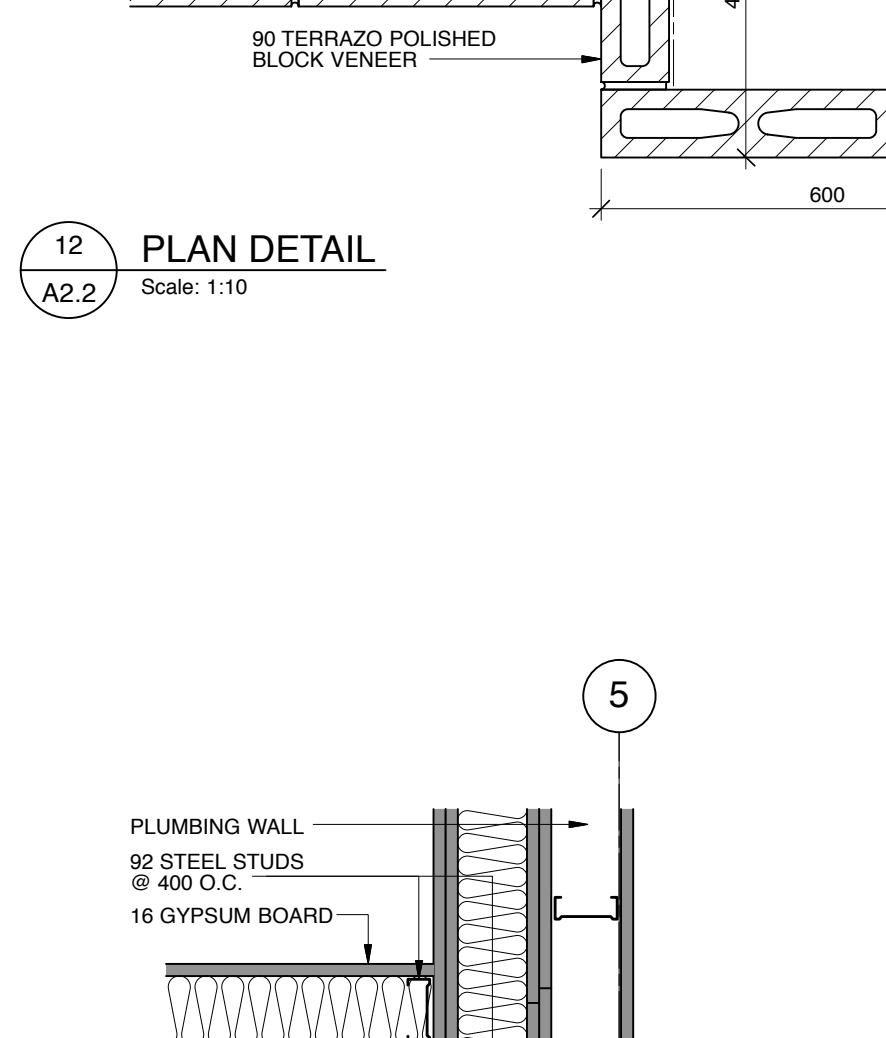 4
90 TERRAZO POLISHED
BLOCK VENEER
600
12
A2.2
PLAN DETAIL
Scale: 1:10
5
PLUMBING WALL
92 STEEL STUDS
@ 400 O.C.
16 GYPSUM BOARD